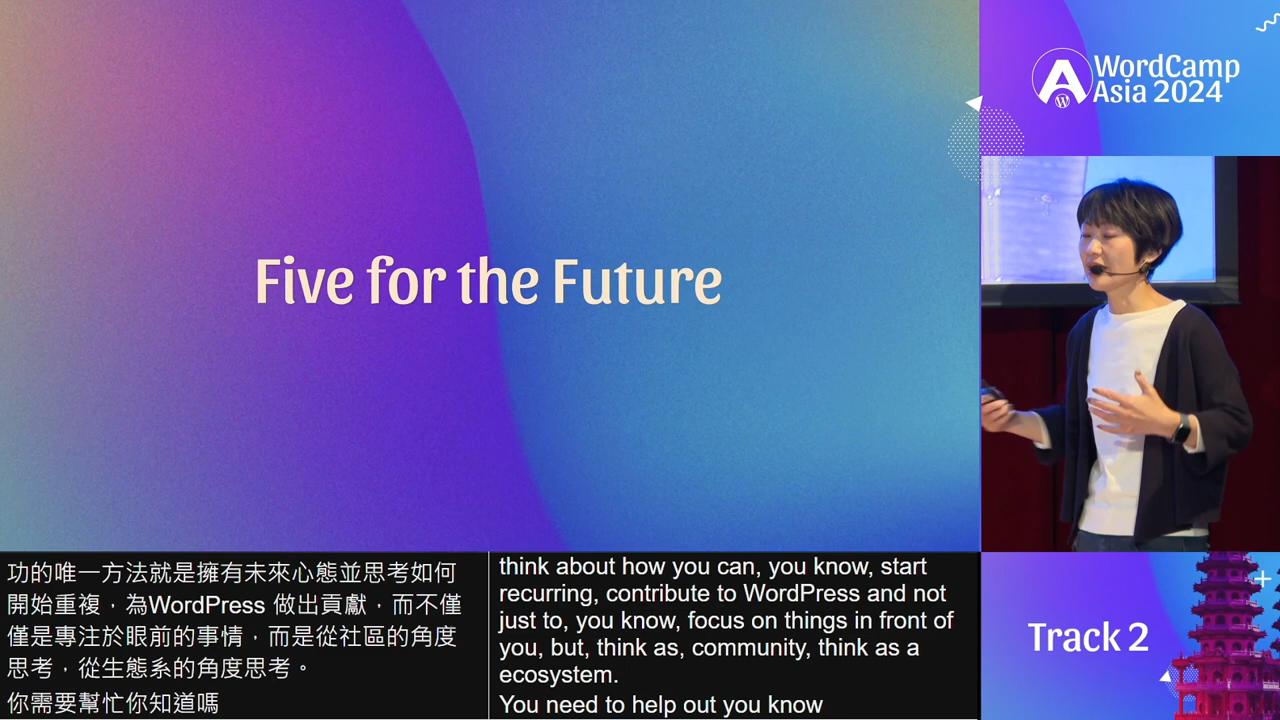 Five for the Future
WordCamp
Asia 2024
功的唯一方法就是擁有未來心態並思考如何
開始重複，為WordPress 做出貢獻，而不僅
僅是專注於眼前的事情，而是從社區的角度
思考，從生態系的角度思考。
你需要幫忙你知道嗎
think about how you can, you know, start
recurring, contribute to WordPress and not
just to, you know, focus on things in front of
you, but, think as, community, think as a
ecosystem.
You need to help out you know
Track 2